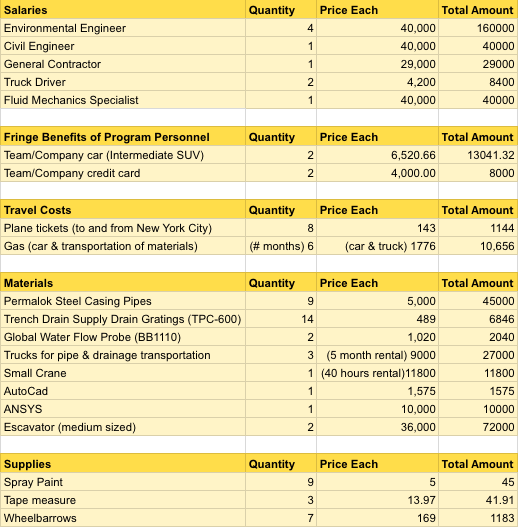 Salaries Quantity Price Each Total Amount
Environmental Engineer 4 40,000 160000
Civil Engineer 1 40,000 40000
General Contractor 1 29,000 29000
Truck Driver 2 4,200 8400
Fluid Mechanics Specialist 1 40,000 40000
Fringe Benefits of Program Personnel Quantity Price Each Total Amount
Team/Company car (Intermediate SUV) 2 6,520.66 13041.32
Team/Company credit card 2 4,000.00 8000
Travel Costs Quantity Price Each Total Amount
Plane tickets (to and from New York City) 8 143 1144
Gas (car & transportation of materials) (# months) 6 (car & truck) 1776 10,656
Materials Quantity Price Each Total Amount
Permalok Steel Casing Pipes 9 5,000 45000
Trench Drain Supply Drain Gratings (TPC-600) 14 489 6846
Global Water Flow Probe (BB1110) 2 1,020 2040
Trucks for pipe & drainage transportation 3 (5 month rental) 9000 27000
Small Crane 1 (40 hours rental)11800 11800
AutoCad 1 1,575 1575
ANSYS 1 10,000 10000
Escavator (medium sized) 2 36,000 72000
Supplies Quantity Price Each Total Amount
Spray Paint 9 5 45
Tape measure 3 13.97 41.91
Wheelbarrows 7 169 1183